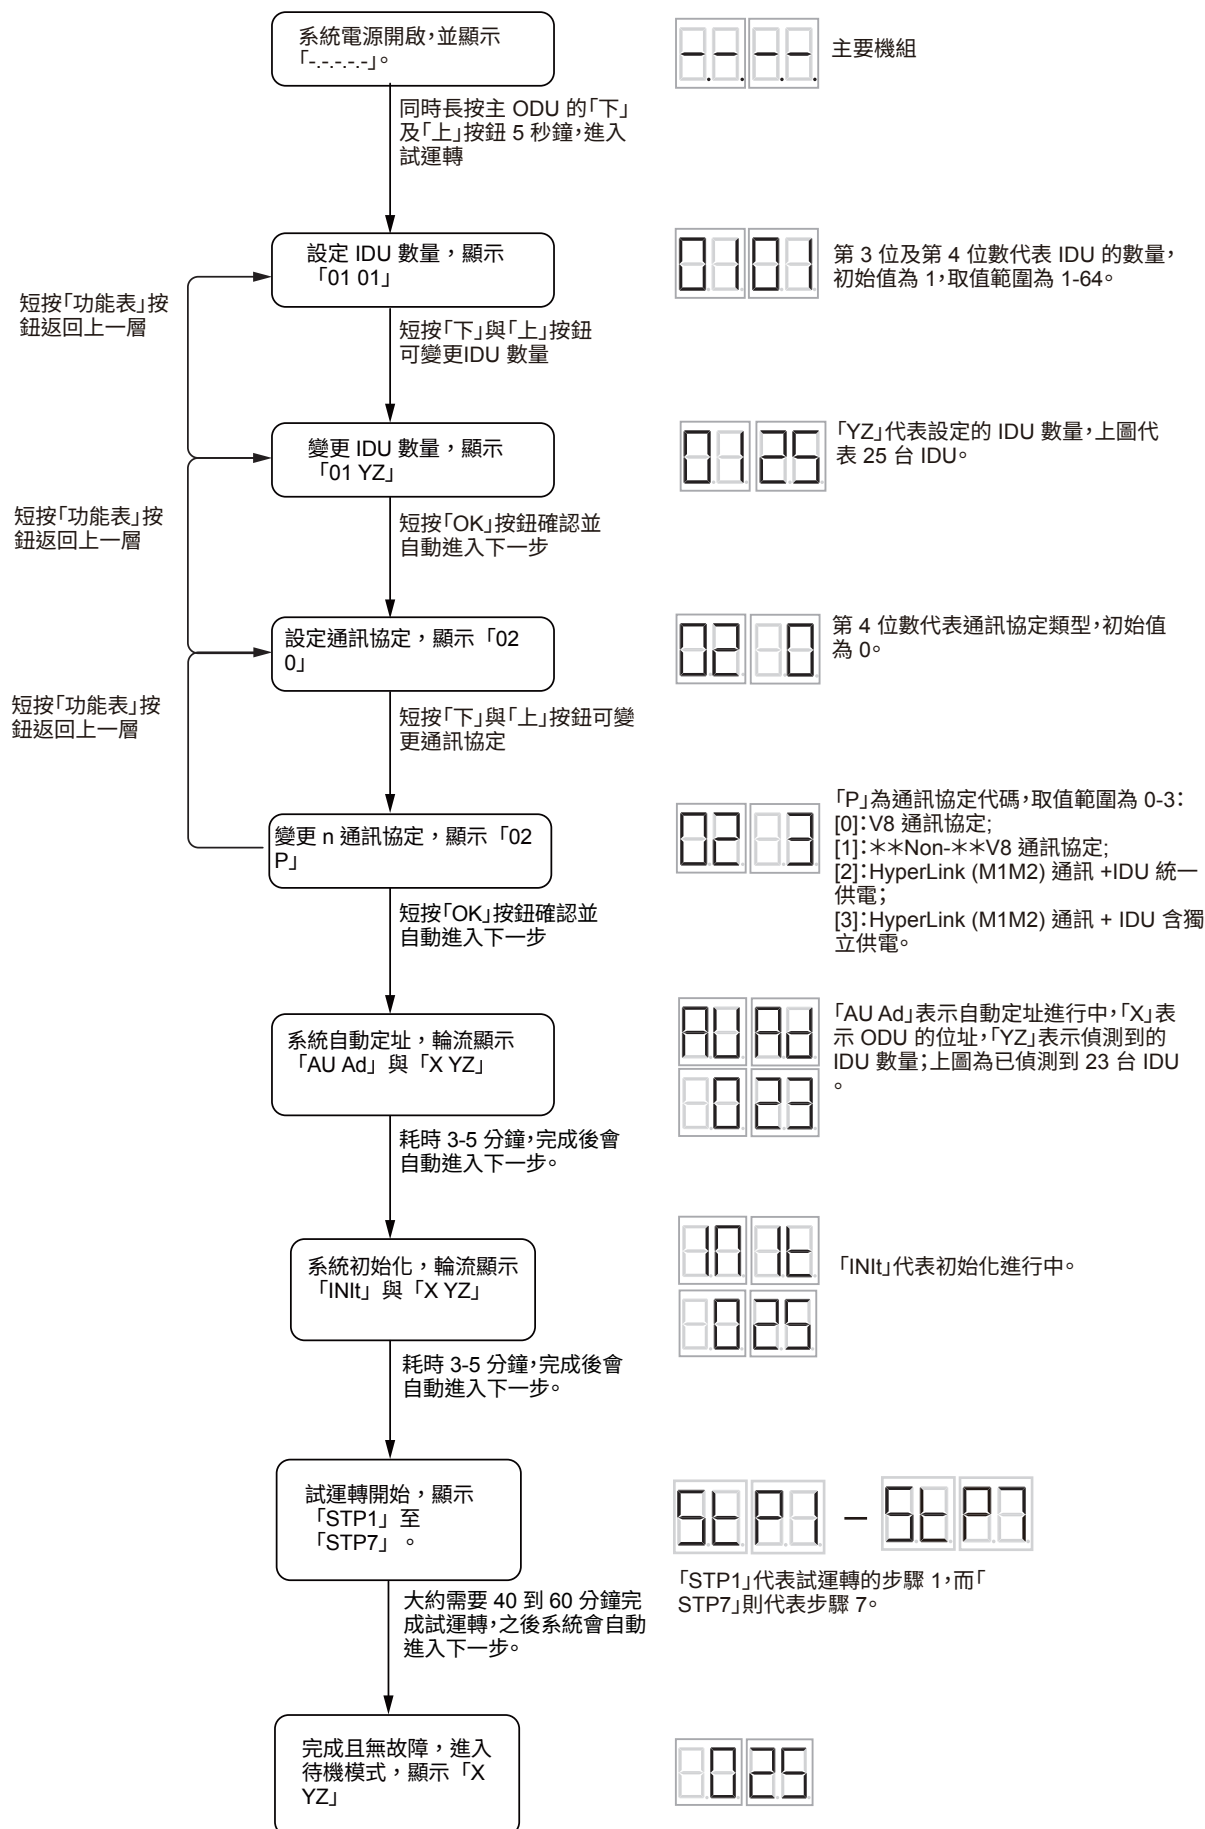 系統電源開啟，並顯示
「-.-.-.-.-」。
主要機組
同時長按主 ODU 的「下」
及「上」按鈕 5 秒鐘，進入
試運轉
設定 IDU 數量，顯示
「01 01」
0101
第 3 位及第 4 位數代表 IDU 的數量，
初始值為 1，取值範圍為 1-64。
短按「功能表」按
鈕返回上一層
短按「下」與「上」按鈕
可變更IDU 數量
變更 IDU 數量，顯示
「01 YZ」
0125
「YZ」代表設定的 IDU 數量，上圖代
表 25 台 IDU。
短按「功能表」按
鈕返回上一層
短按「OK」按鈕確認並
自動進入下一步
設定通訊協定，顯示「02
0」
02 0
第 4 位數代表通訊協定類型，初始值
為 0。
短按「功能表」按
鈕返回上一層
短按「下」與「上」按鈕可變
更通訊協定
變更 n 通訊協定，顯示「02
P」
02 3
「P」為通訊協定代碼，取值範圍為 0-3：
[0]：V8 通訊協定;
[1]：＊＊Non-＊＊V8 通訊協定;
[2]：HyperLink (M1M2) 通訊 +IDU 統一
供電；
[3]：HyperLink (M1M2) 通訊 + IDU 含獨
立供電。
短按「OK」按鈕確認並
自動進入下一步
系統自動定址，輪流顯示
「AU Ad」與「X YZ」
AUAd
023
「AU Ad」表示自動定址進行中，「X」表
示 ODU 的位址，「YZ」表示偵測到的
IDU 數量；上圖為已偵測到 23 台 IDU
。
耗時 3-5 分鐘，完成後會
自動進入下一步。
系統初始化，輪流顯示
「INIt」與「X YZ」
INIt
025
「INIt」代表初始化進行中。
耗時 3-5 分鐘，完成後會
自動進入下一步。
試運轉開始，顯示
「STP1」至
「STP7」。
StP1 – StP7
「STP1」代表試運轉的步驟 1，而「
STP7」則代表步驟 7。
大約需要 40 到 60 分鐘完
成試運轉，之後系統會自動
進入下一步。
完成且無故障，進入
待機模式，顯示「X
YZ」
025